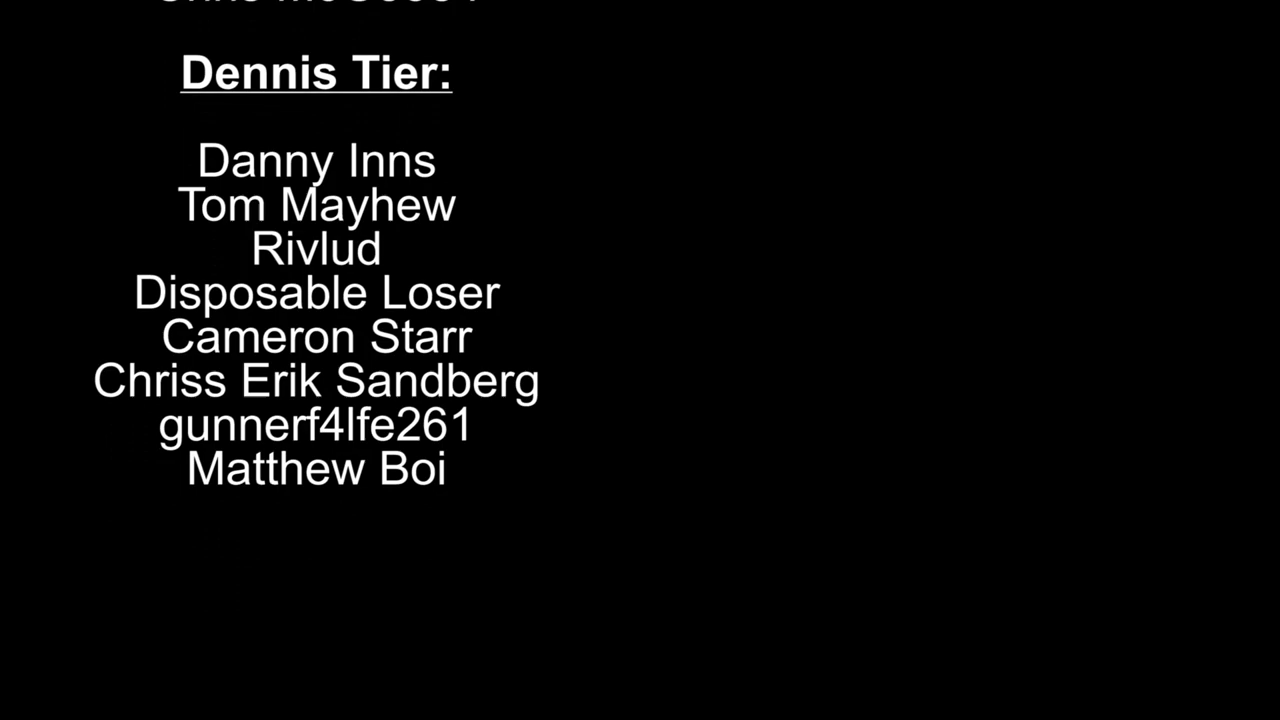 Dennis Tier:
Danny Inns
Tom Mayhew
Rivlud
Disposable Loser
Cameron Starr
Chriss Erik Sandberg
gunnerf4lfe261
Matthew Boi